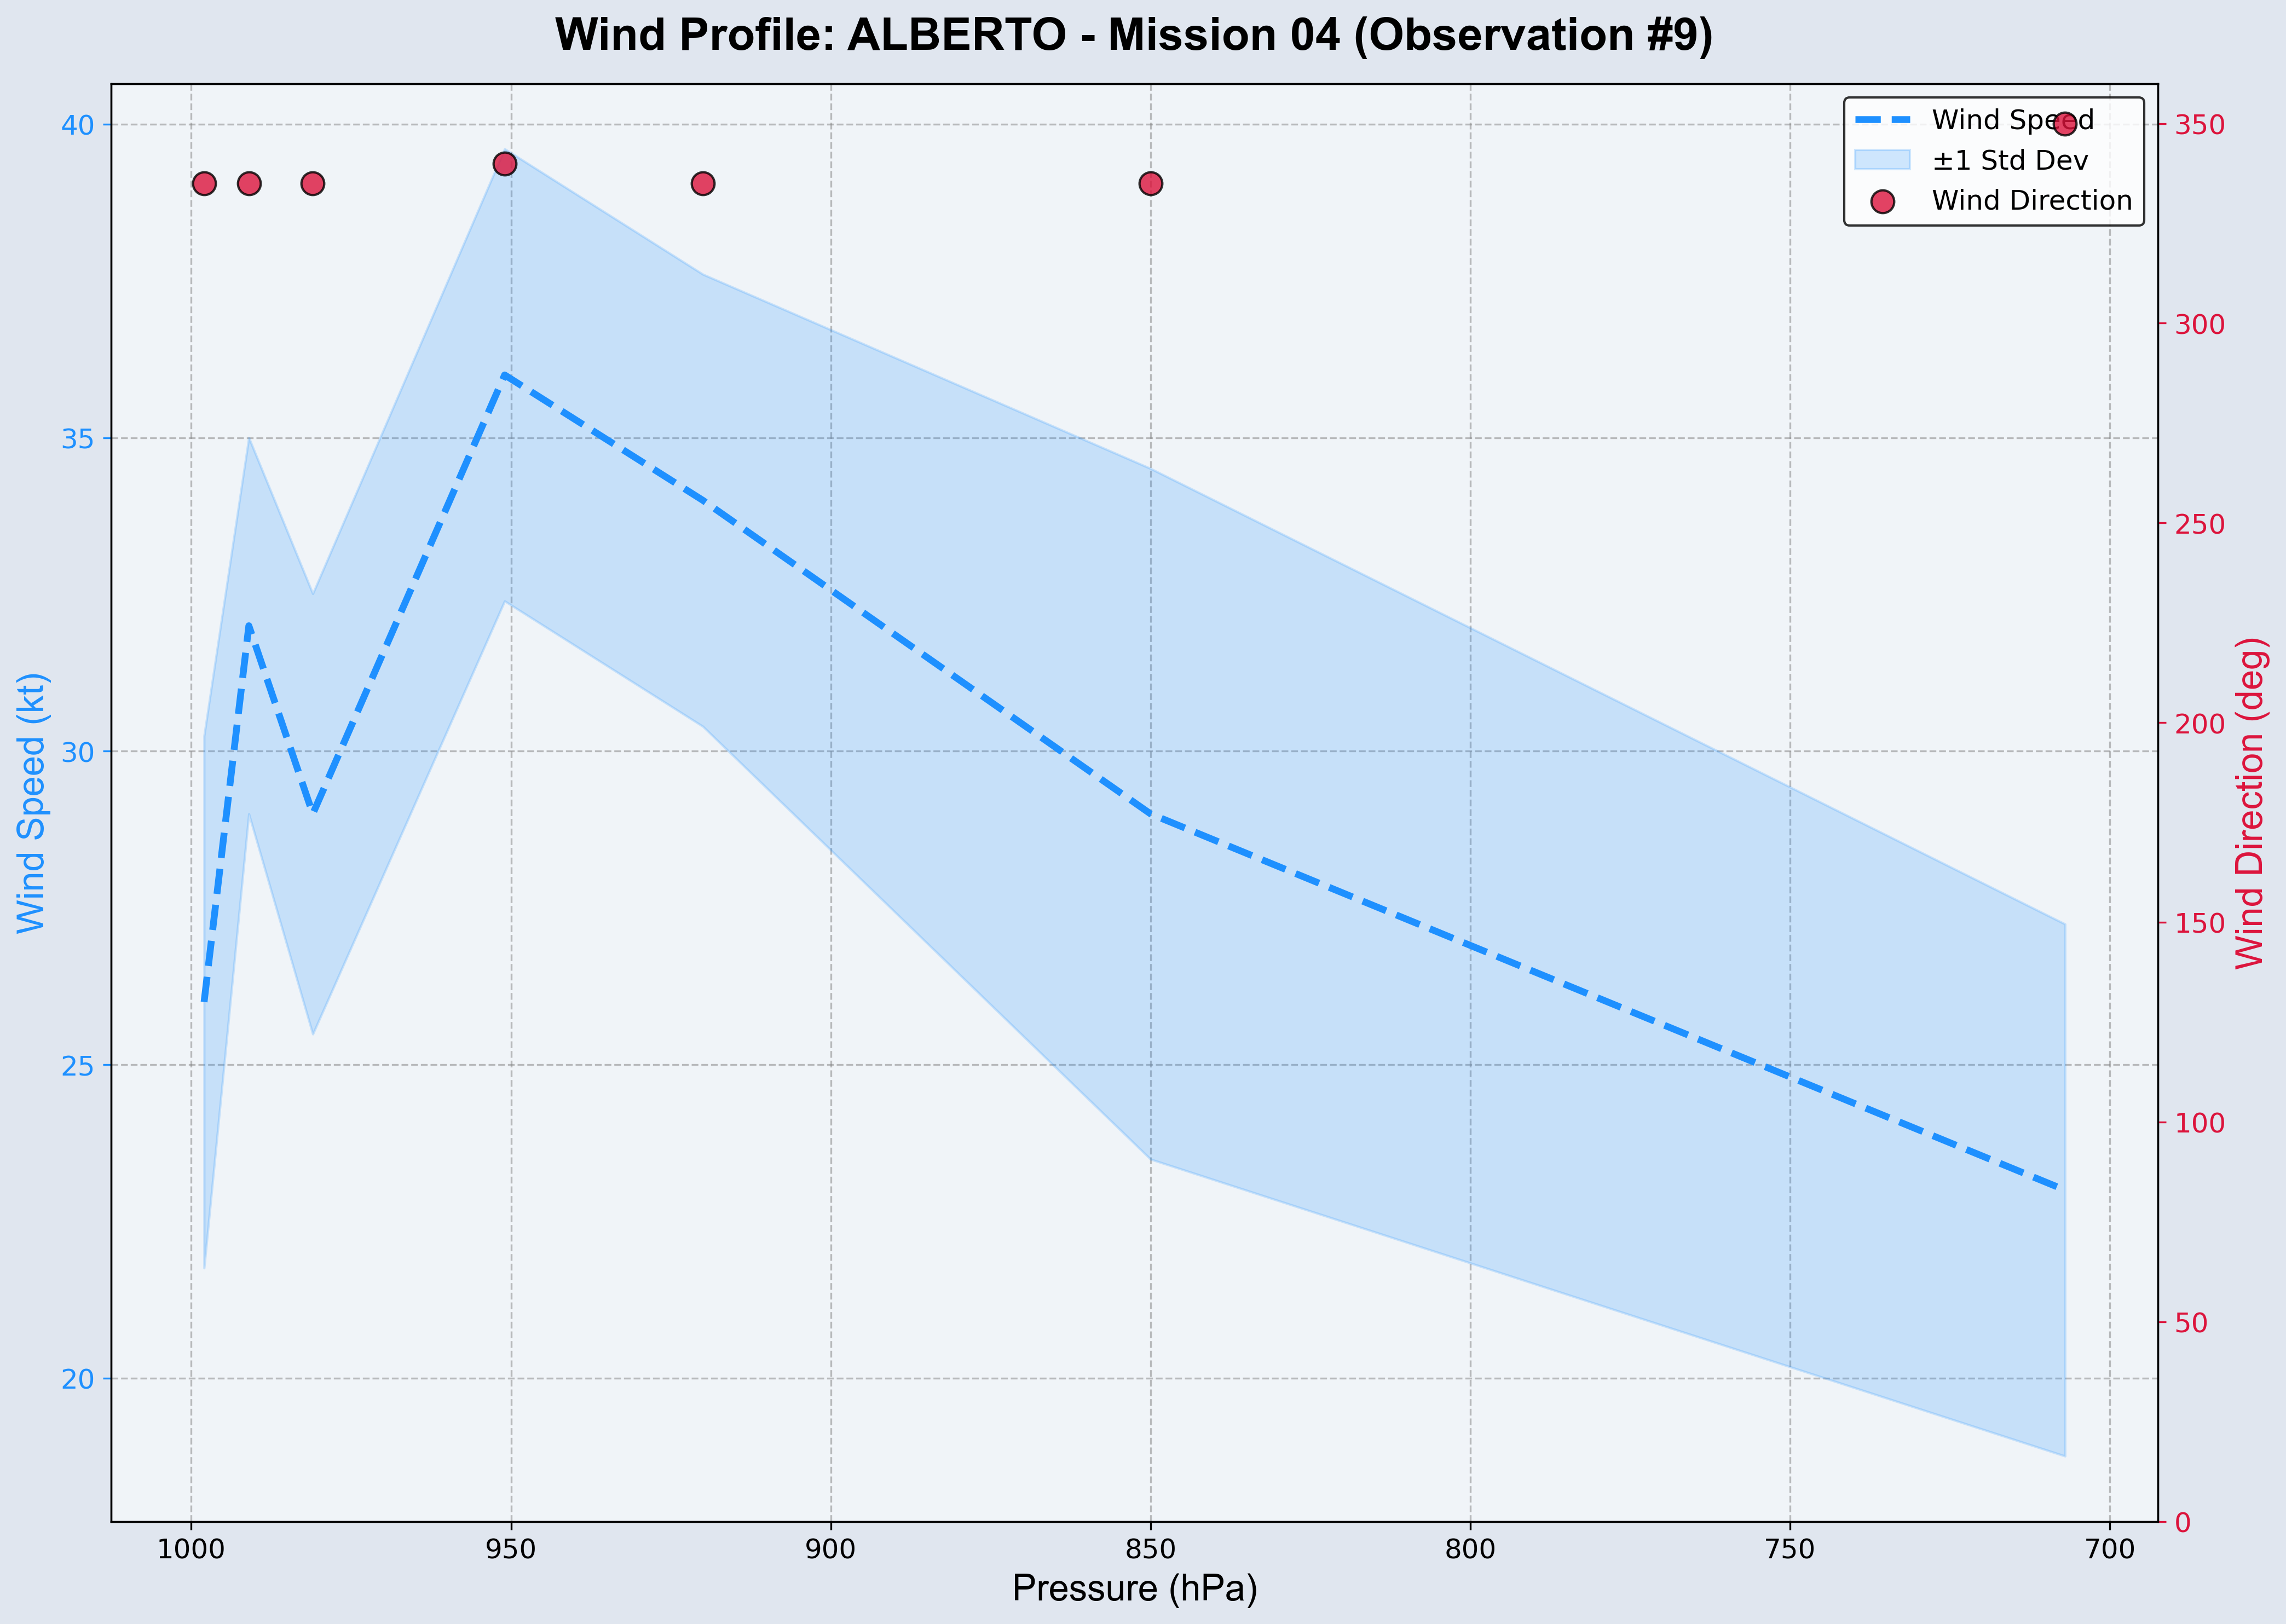 Wind Profile: ALBERTO - Mission 04 (Observation #9)
Wind Speed
±1 Std Dev
Wind Direction
Wind Speed (kt)
40
35
30
25
20
Wind Direction (deg)
350
300
250
200
150
100
50
0
1000 950 900 850 800 750 700
Pressure (hPa)